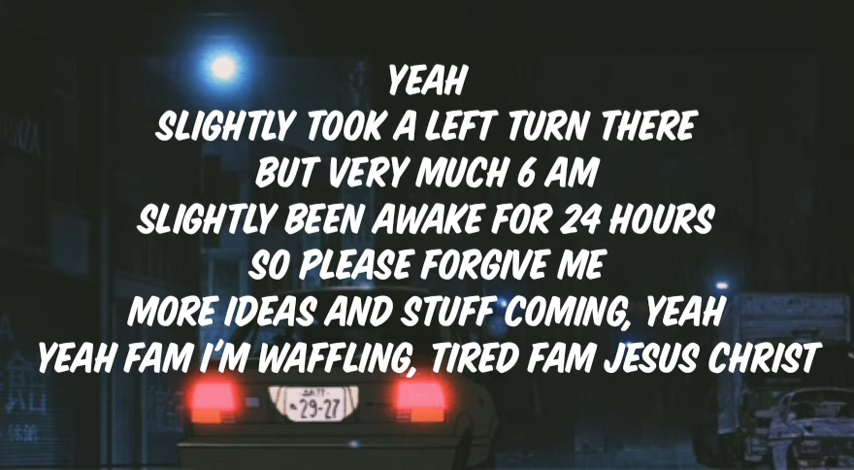 YEAH
SLIGHTLY TOOK A LEFT TURN THERE
BUT VERY MUCH 6 AM
SLIGHTLY BEEN AWAKE FOR 24 HOURS
SO PLEASE FORGIVE ME
MORE IDEAS AND STUFF COMING, YEAH
YEAH FAM I'M WAFFLING, TIRED FAM JESUS CHRIST
29-27